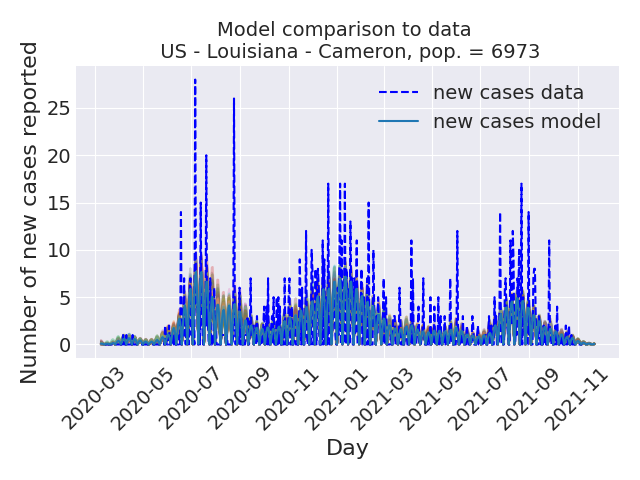 Model comparison to data
US - Louisiana - Cameron, pop. = 6973
Number of new cases reported
25
20
15
10
5
0
new cases data
new cases model
2020-03
2020-05
2020-07
2020-09
2020-11
2021-01
2021-03
2021-05
2021-07
2021-09
2021-11
Day